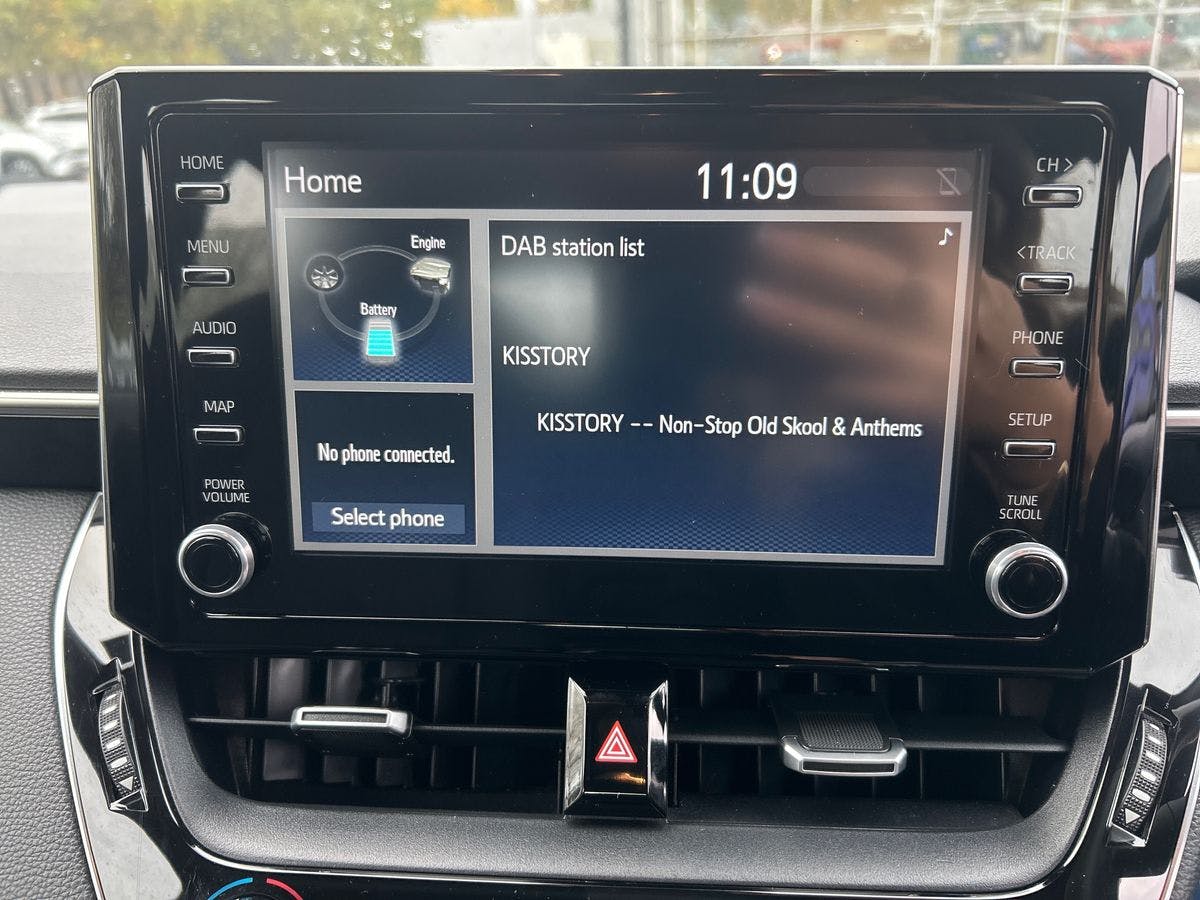 HOME
MENU
AUDIO
MAP
POWER
VOLUME
Home
11:09
Engine
Battery
No phone connected.
Select phone
DAB station list
KISSTORY
KISSTORY -- Non-Stop Old Skool & Anthems
CH >
< TRACK
PHONE
SETUP
TUNE
SCROLL